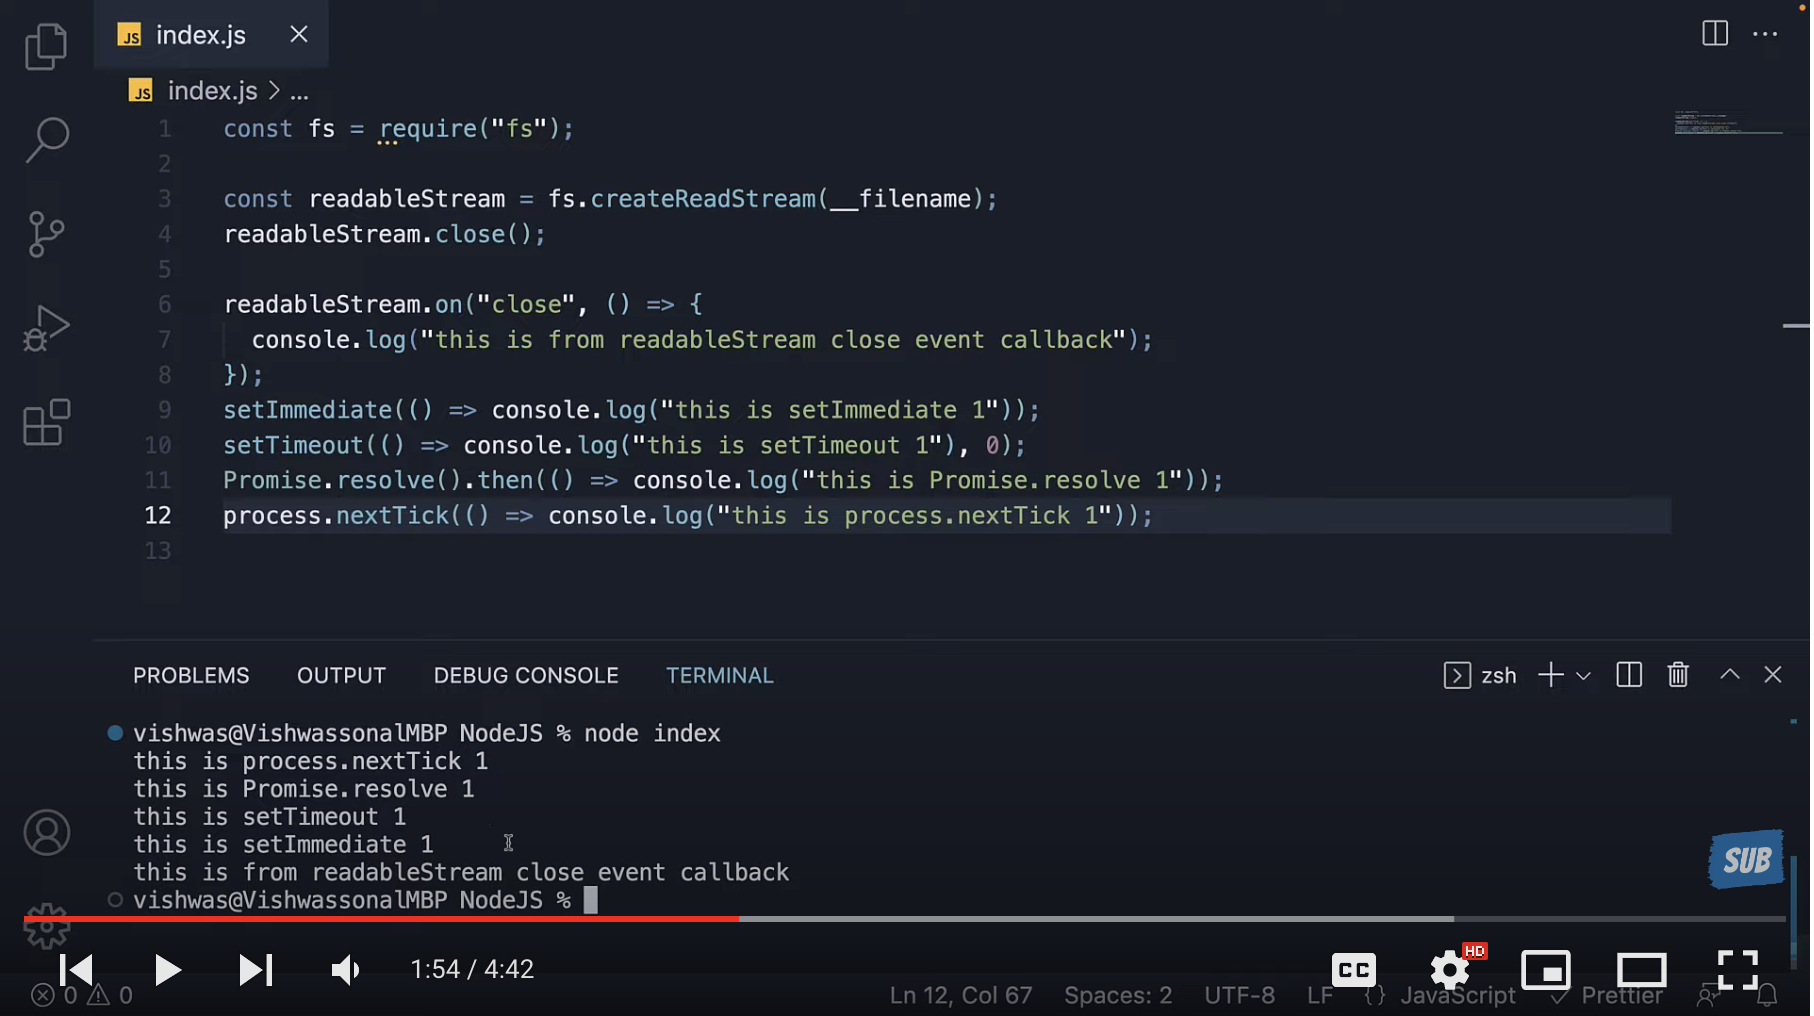 JS index.js
JS index.js > ...
1 const fs = require("fs");
2
3 const readableStream = fs.createReadStream(__filename);
4 readableStream.close();
5
6 readableStream.on("close", () => {
7 console.log("this is from readableStream close event callback");
8 });
9 setImmediate(() => console.log("this is setImmediate 1"));
10 setTimeout(() => console.log("this is setTimeout 1"), 0);
11 Promise.resolve().then(() => console.log("this is Promise.resolve 1"));
12 process.nextTick(() => console.log("this is process.nextTick 1"));
13
PROBLEMS OUTPUT DEBUG CONSOLE TERMINAL zsh
vishwas@VishwassonalMBP NodeJS % node index
this is process.nextTick 1
this is Promise.resolve 1
this is setTimeout 1
this is setImmediate 1
this is from readableStream close event callback
vishwas@VishwassonalMBP NodeJS %
SUB
1:54 / 4:42 CC HD
0 0 Ln 12, Col 67 Spaces: 2 UTF-8 LF {} JavaScript Prettier